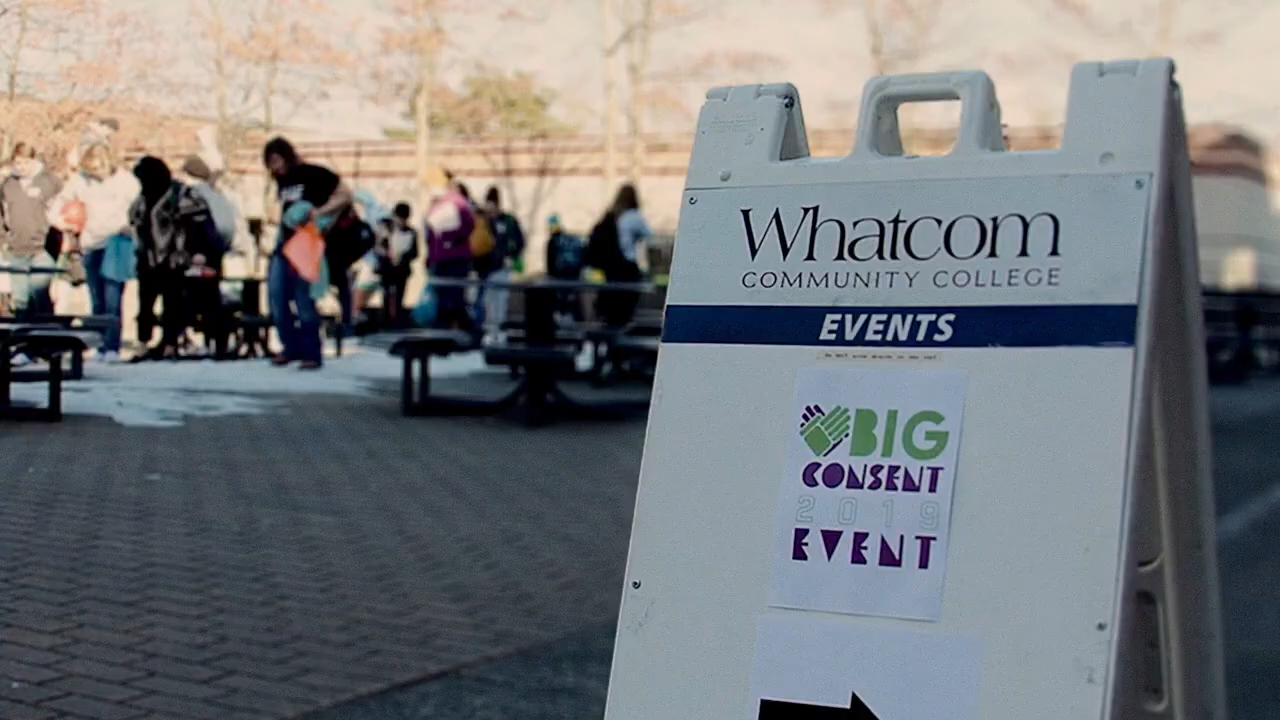 Whatcom
COMMUNITY COLLEGE
EVENTS
BIG
CONSENT
2019
EVENT